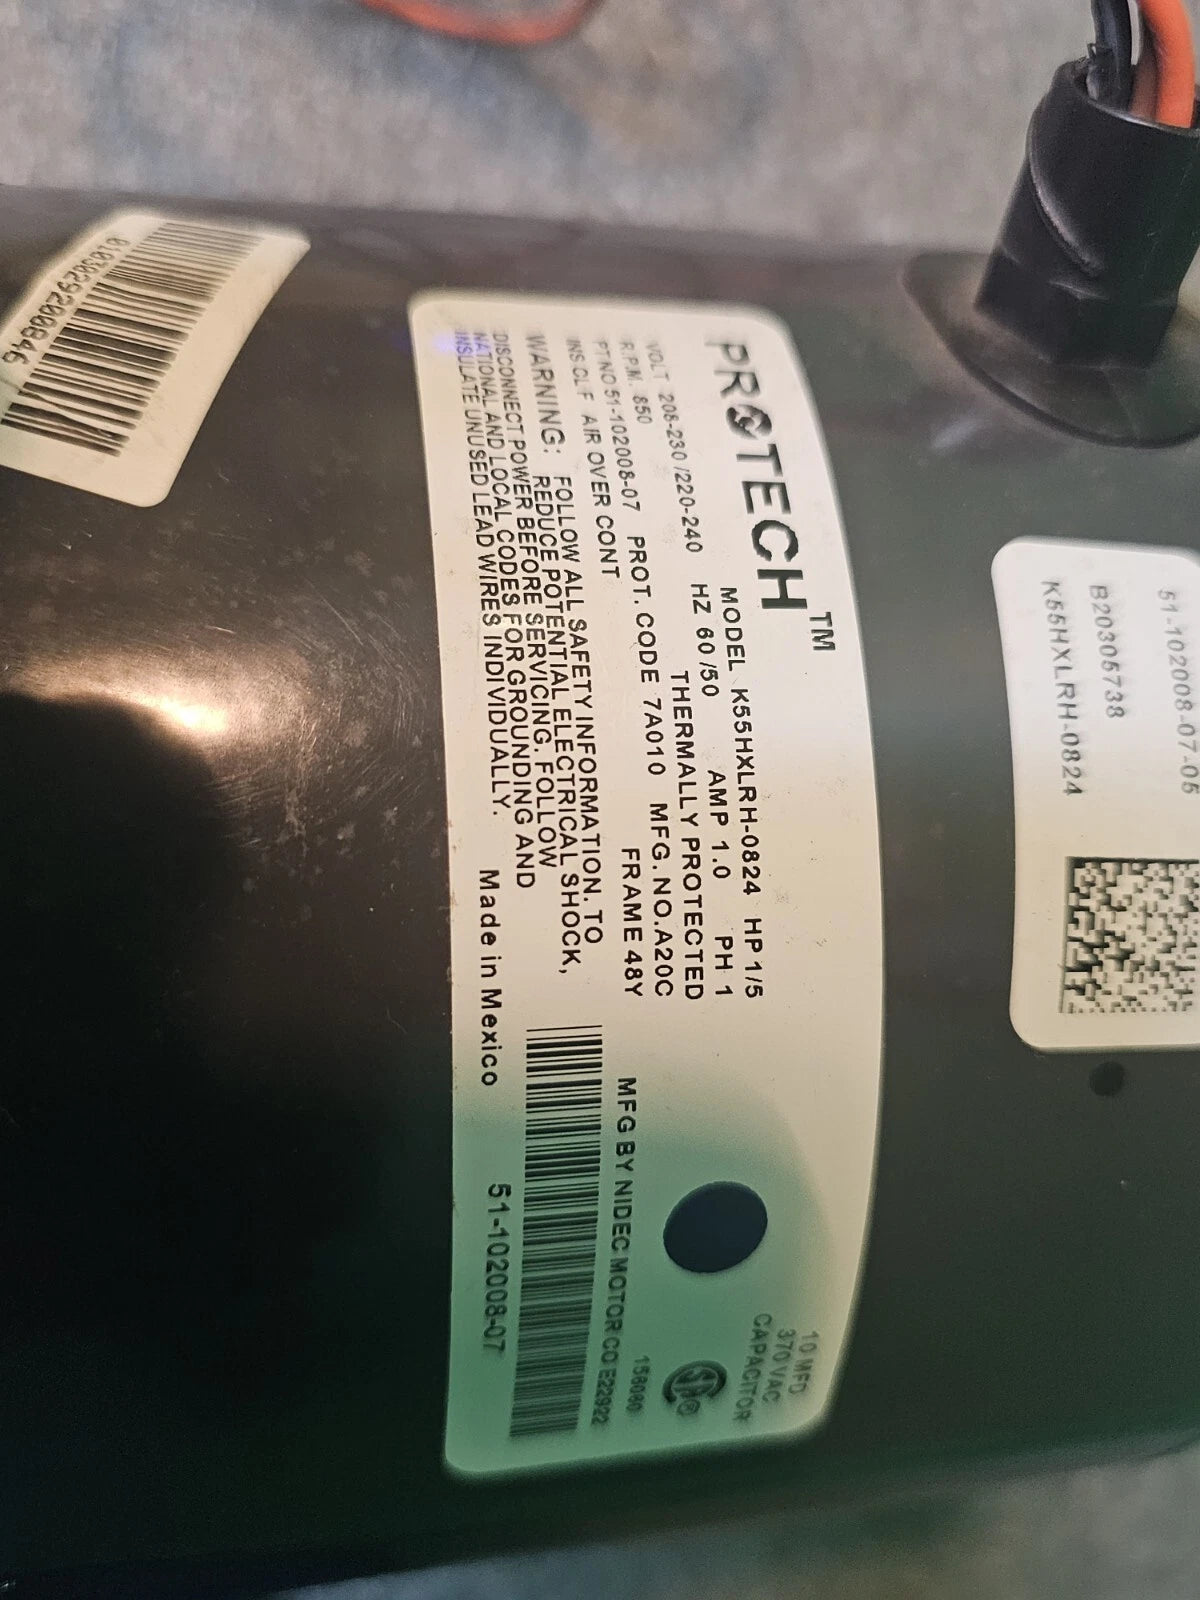 PROTECH™
MODEL K55HXLRH-0824 HP 1/5
VOLT 208-230 /220-240 HZ 60 /50 AMP 1.0 PH 1
R.P.M. 850 THERMALLY PROTECTED
PT NO 51-102008-07 PROT. CODE 7A010 MFG. NO. A20C
INS CL F AIR OVER CONT FRAME 48Y
WARNING: FOLLOW ALL SAFETY INFORMATION. TO
REDUCE POTENTIAL ELECTRICAL SHOCK,
DISCONNECT POWER BEFORE SERVICING. FOLLOW
NATIONAL AND LOCAL CODES FOR GROUNDING AND
INSULATE UNUSED LEAD WIRES INDIVIDUALLY.
Made in Mexico
10 MFD
370 VAC
CAPACITOR
SA®
158080
MFG BY NIDEC MOTOR CO E22922
51-102008-07
51-102008-07-05
B20305738
K55HXLRH-0824